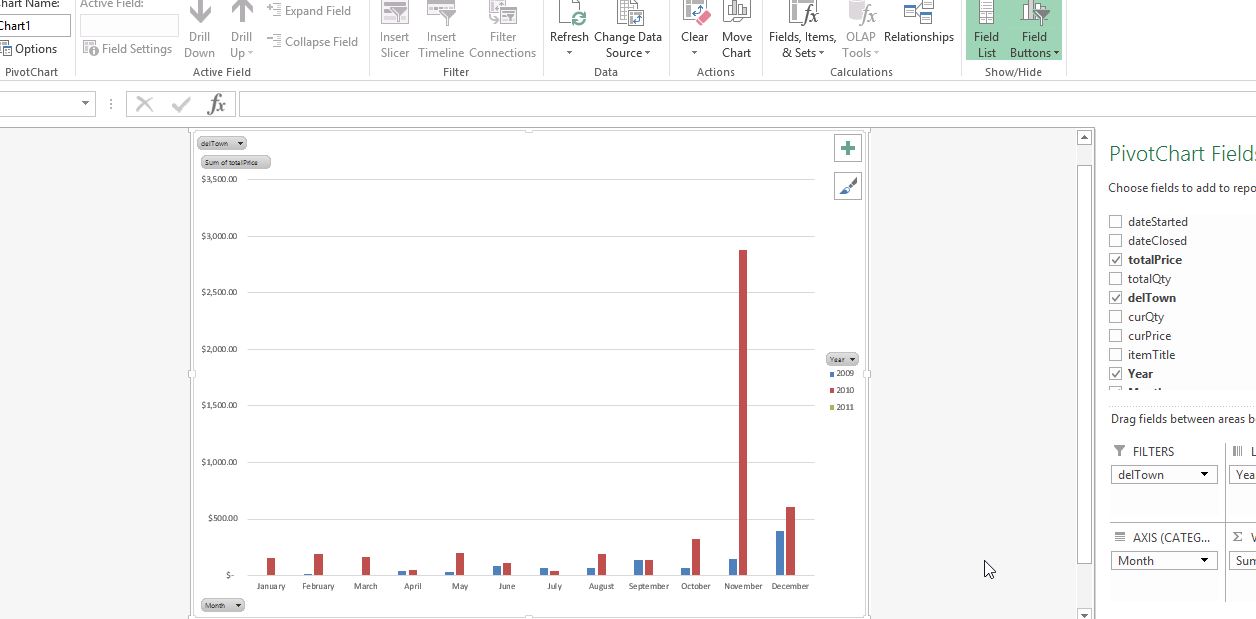 hart Name:
Chart1
Options
PivotChart
Active Field:
Field Settings
Drill
Down
Drill
Up
Expand Field
Collapse Field
Active Field
Insert
Slicer
Insert
Timeline
Filter
Connections
Filter
Refresh
Change Data
Source
Data
Clear
Move
Chart
Actions
Fields, Items,
& Sets
OLAP
Tools
Relationships
Calculations
Field
List
Field
Buttons
Show/Hide
fx
delTown
Sum of totalPrice
$3,500.00
$3,000.00
$2,500.00
$2,000.00
$1,500.00
$1,000.00
$500.00
$-
January February March April May June July August September October November December
Month
Year
2009
2010
2011
PivotChart Fields
Choose fields to add to repo
dateStarted
dateClosed
totalPrice
totalQty
delTown
curQty
curPrice
itemTitle
Year
Drag fields between areas b
FILTERS
L
delTown
Yea
AXIS (CATEG...
Σ V
Month
Sum